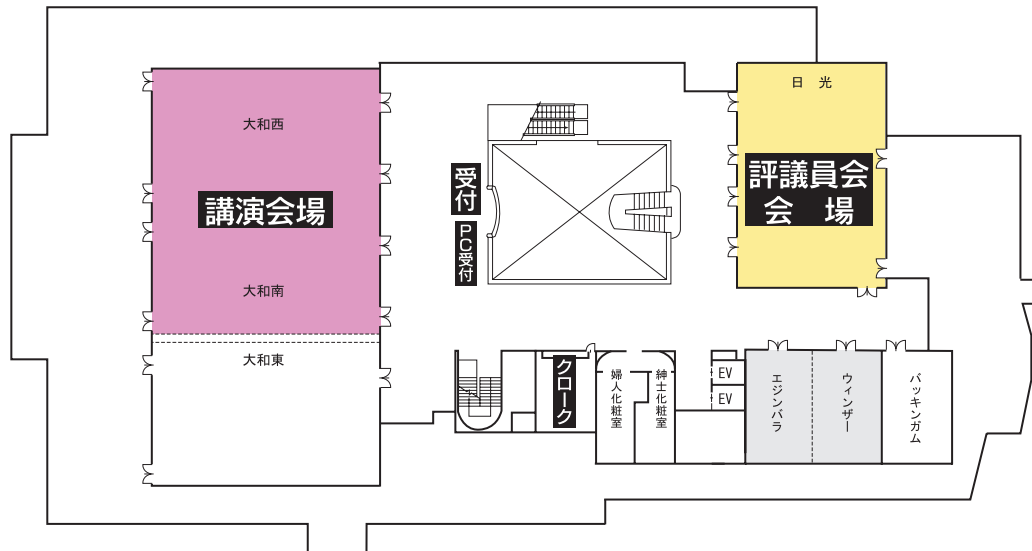 大和西
講演会場
大和南
大和東
受付
PC受付
日光
評議員会
会場
クローク
婦人化粧室
紳士化粧室
EV
EV
エジンバラ
ウィンザー
バッキンガム